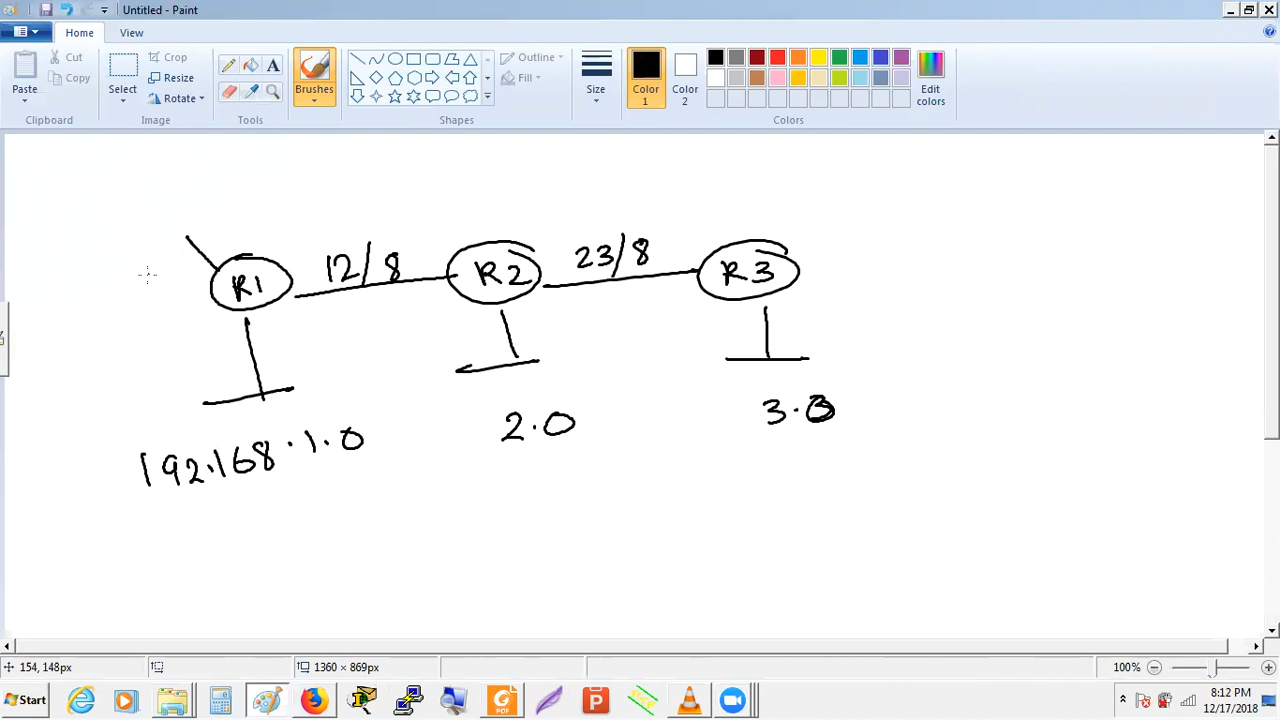 Untitled - Paint
Home View
Paste
Cut
Copy
Clipboard
Select
Crop
Resize
Rotate
Image
Tools
Brushes
Shapes
Outline
Fill
Size
Color 1
Color 2
Edit colors
Colors
R1 12/8 R2 23/8 R3
192.168.1.0 2.0 3.0
154, 148px
1360 × 869px
100%
Start
8:12 PM
12/17/2018